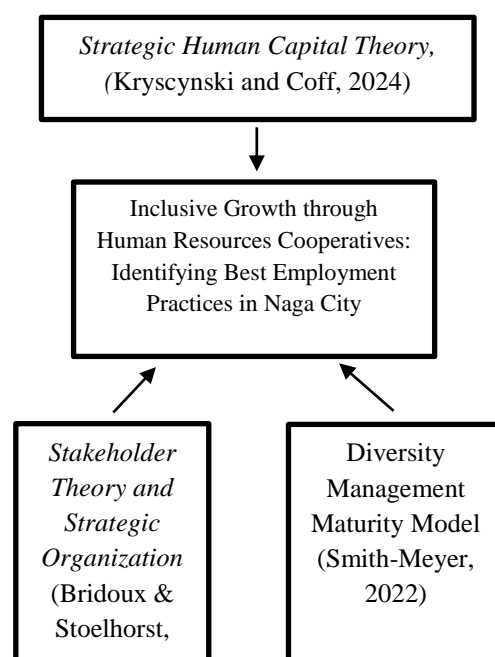 Strategic Human Capital Theory,
(Kryscynski and Coff, 2024)
Inclusive Growth through
Human Resources Cooperatives:
Identifying Best Employment
Practices in Naga City
Stakeholder
Theory and
Strategic
Organization
(Bridoux &
Stoelhorst,
Diversity
Management
Maturity Model
(Smith-Meyer,
2022)